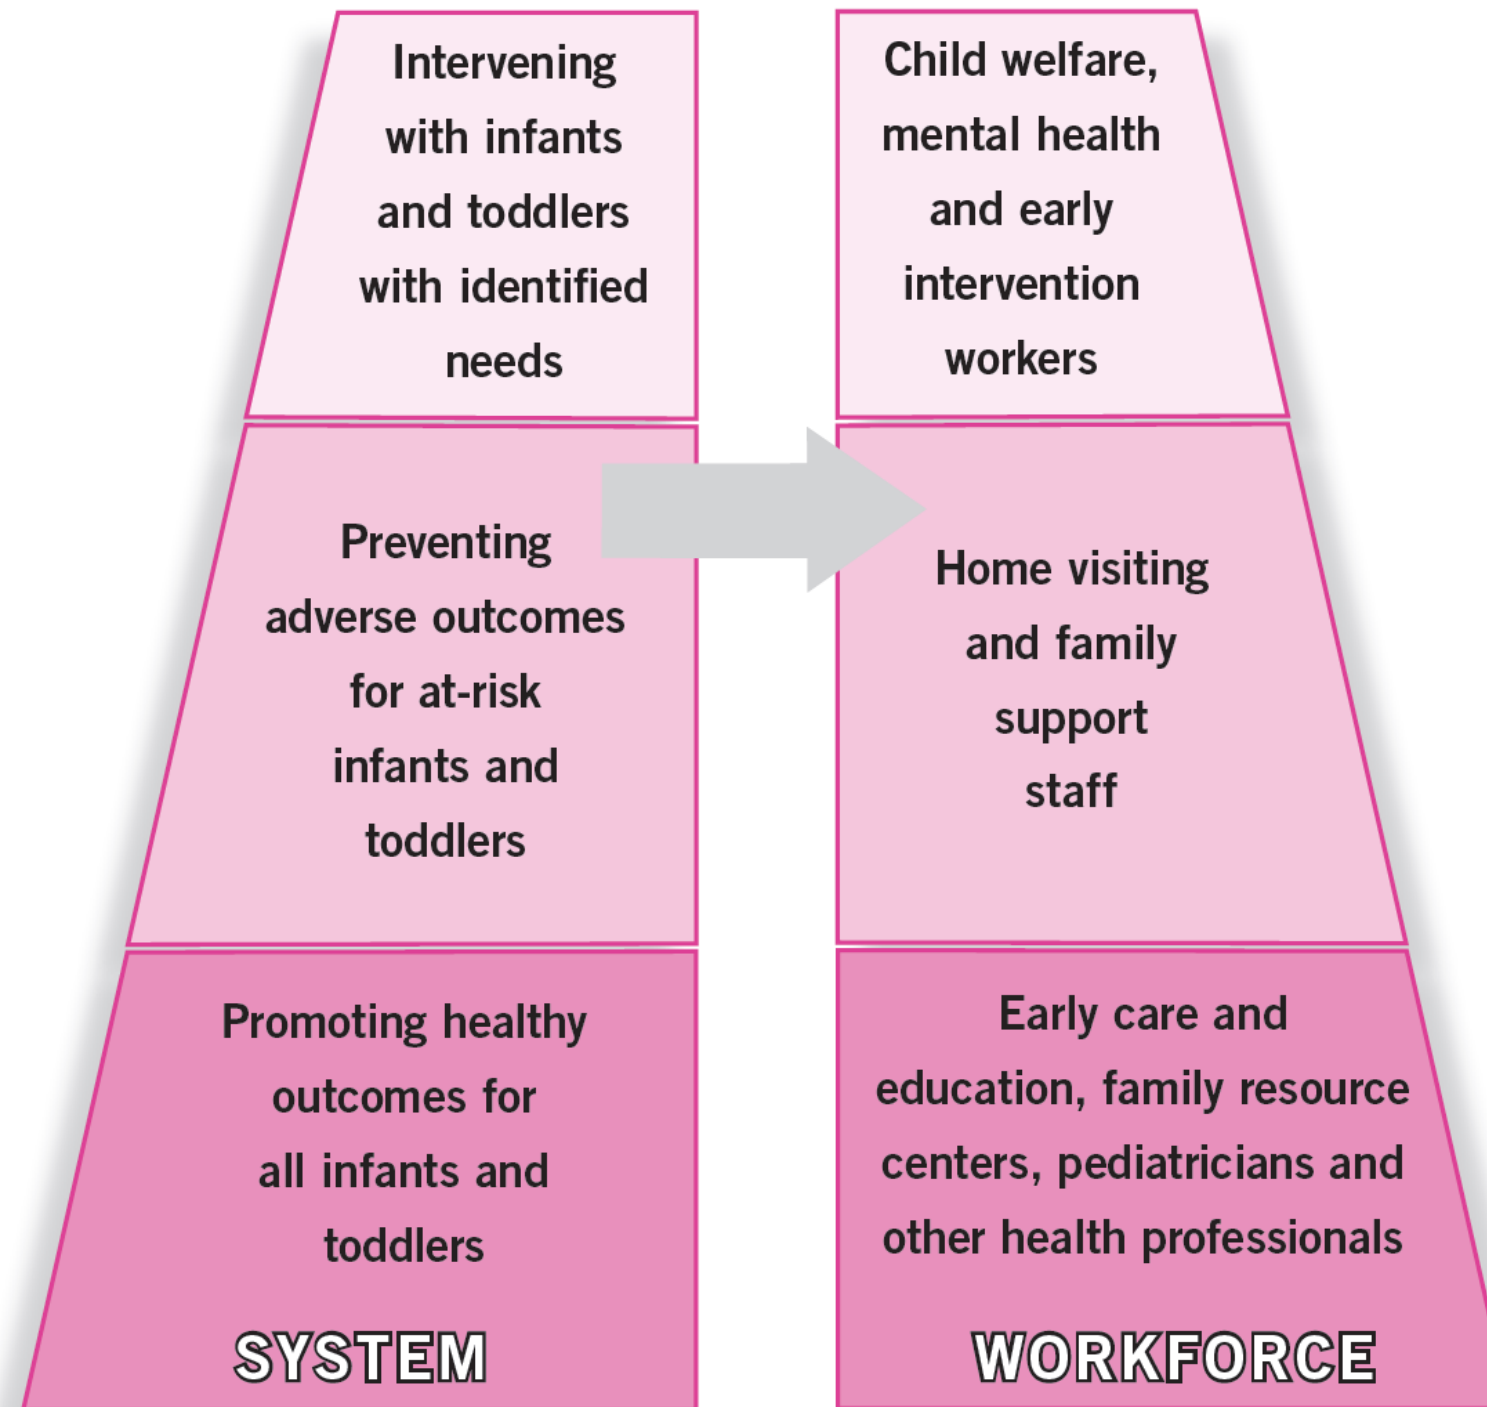 Intervening
with infants
and toddlers
with identified
needs
Preventing
adverse outcomes
for at-risk
infants and
toddlers
Promoting healthy
outcomes for
all infants and
toddlers
SYSTEM
Child welfare,
mental health
and early
intervention
workers
Home visiting
and family
support
staff
Early care and
education, family resource
centers, pediatricians and
other health professionals
WORKFORCE